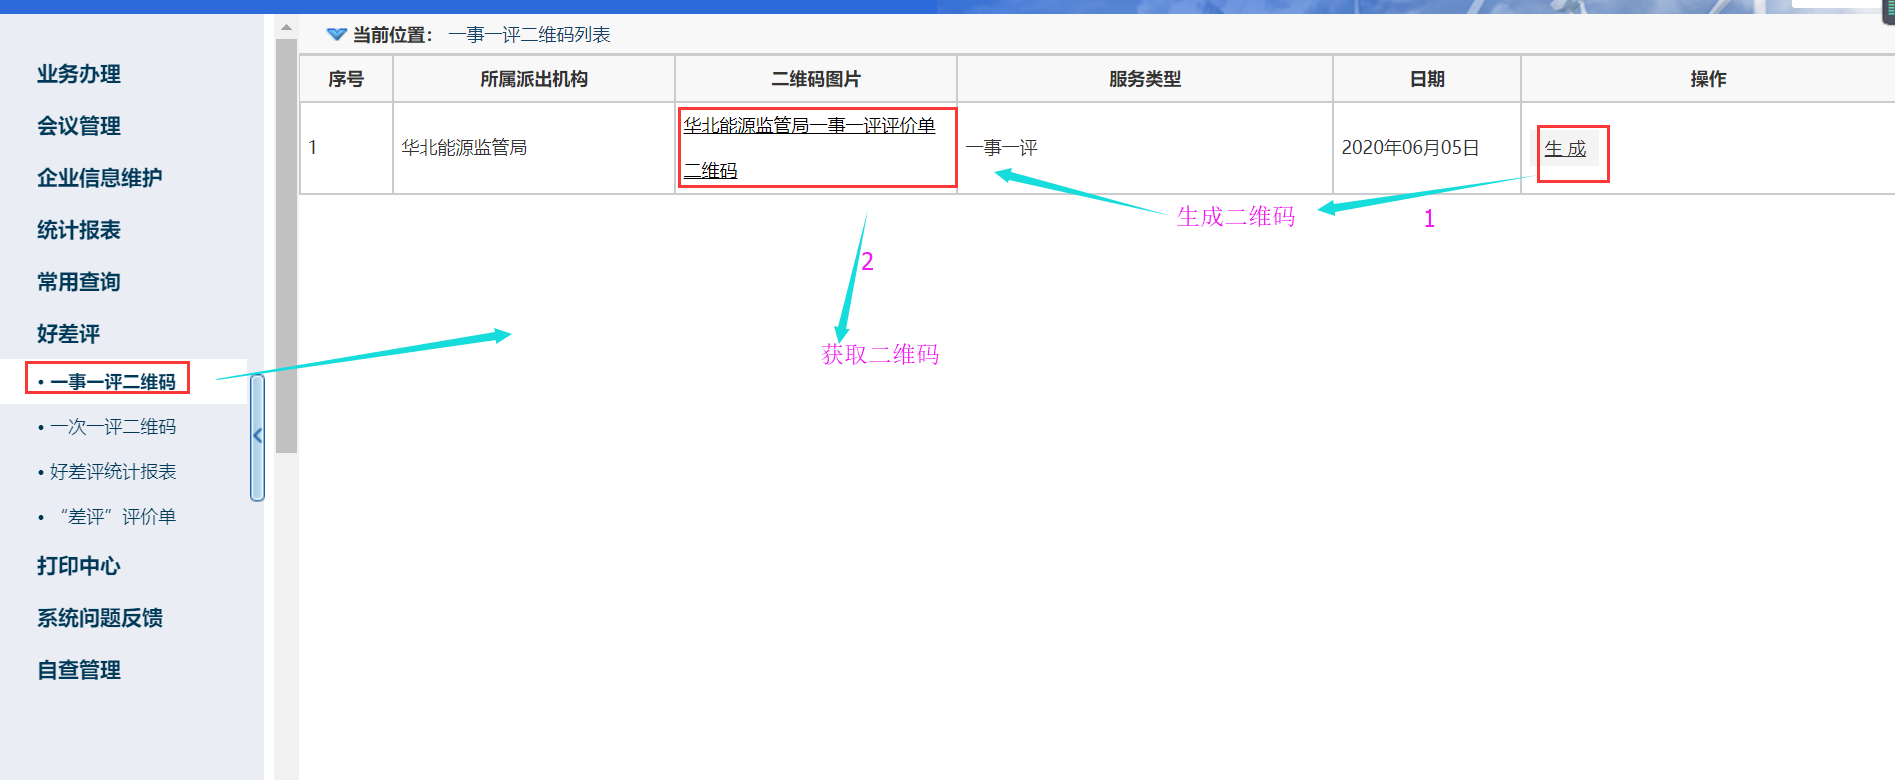 业务办理
会议管理
企业信息维护
统计报表
常用查询
好差评
• 一事一评二维码
• 一次一评二维码
• 好差评统计报表
• “差评”评价单
打印中心
系统问题反馈
自查管理
当前位置： 一事一评二维码列表
序号 所属派出机构 二维码图片 服务类型 日期 操作
1 华北能源监管局 华北能源监管局一事一评评价单 一事一评 2020年06月05日 生 成
二维码
生成二维码 1
2
获取二维码